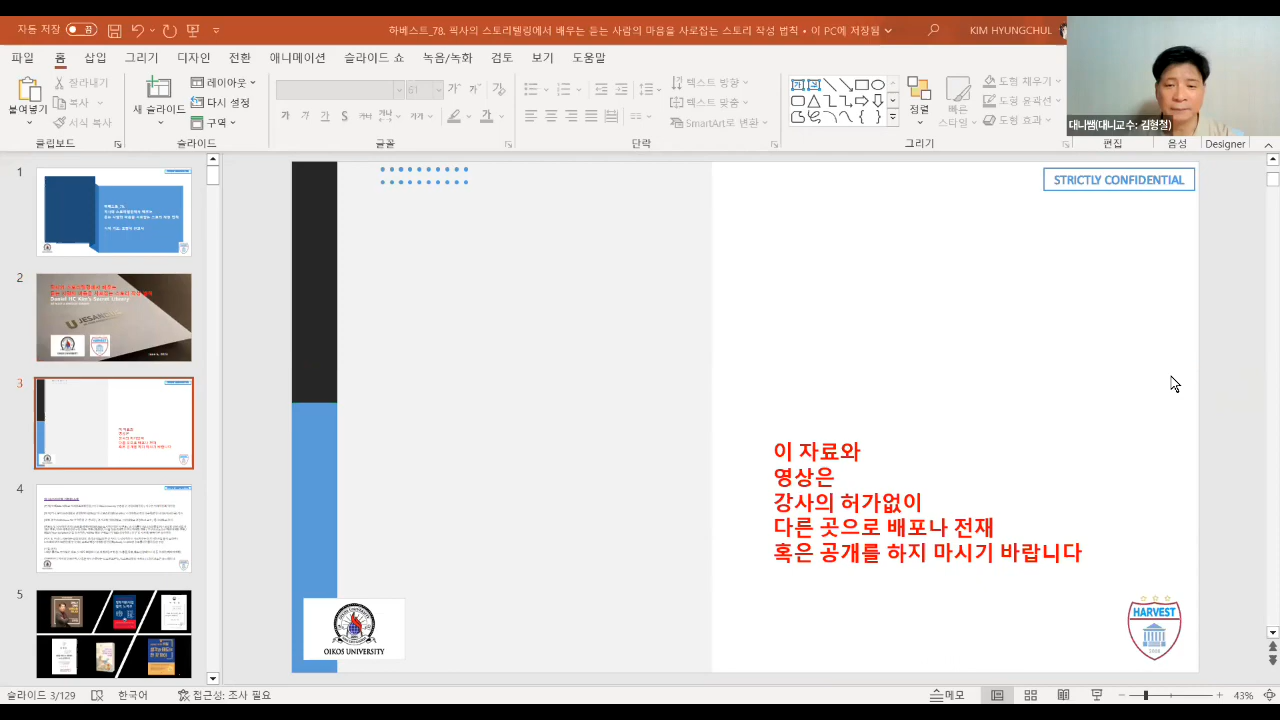 자동 저장
하베스트_78. 픽사의 스토리텔링에서 배우는 듣는 사람의 마음을 사로잡는 스토리 작성 법칙 • 이 PC에 저장됨
KIM HYUNGCHUL
파일 홈 삽입 그리기 디자인 전환 애니메이션 슬라이드 쇼 녹음/녹화 검토 보기 도움말
붙여넣기
잘라내기
복사
서식 복사
클립보드
새 슬라이드
레이아웃
다시 설정
구역
슬라이드
61
단락
텍스트 방향
텍스트 맞춤
SmartArt로 변환
정렬
빠른 스타일
도형 채우기
도형 윤곽선
도형 효과
그리기
편집
음성
Designer
대니쌤(대니교수: 김형철)
1
2
Daniel HC Kim's Secret Library
3
4
5
STRICTLY CONFIDENTIAL
이 자료와
영상은
강사의 허가없이
다른 곳으로 배포나 전재
혹은 공개를 하지 마시기 바랍니다
OIKOS UNIVERSITY
HARVEST
슬라이드 3/129
한국어
접근성: 조사 필요
메모
43%